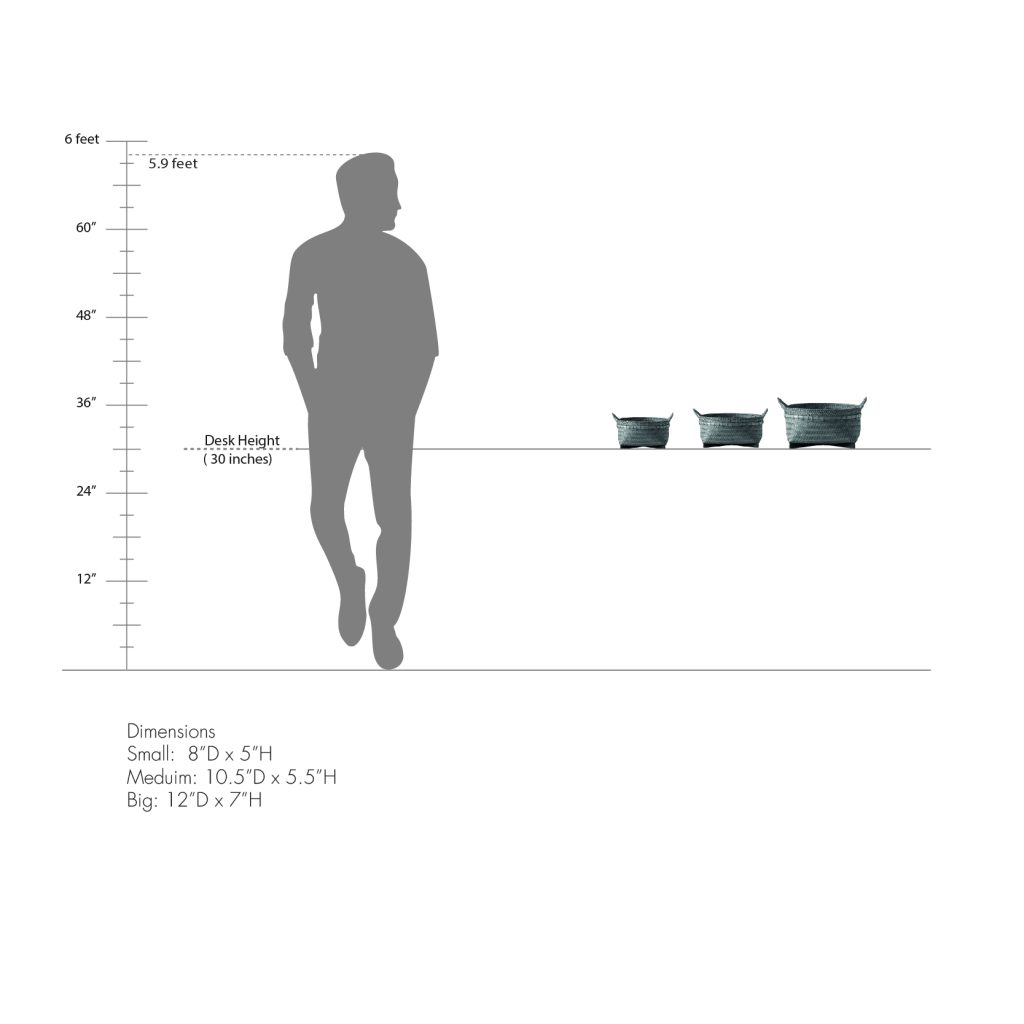 6 feet
5.9 feet
60”
48”
36”
Desk Height
( 30 inches)
24”
12”
Dimensions
Small:  8”D x 5”H
Meduim: 10.5”D x 5.5”H
Big: 12”D x 7”H